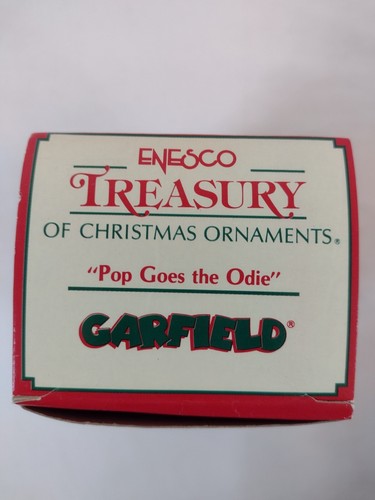 ENESCO
TREASURY
OF CHRISTMAS ORNAMENTS®
"Pop Goes the Odie"
GARFIELD®